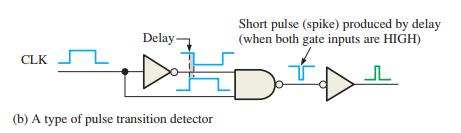 Short pulse (spike) produced by delay
Delay
(when both gate inputs are HIGH)
CLK
(b) A type of pulse transition detector